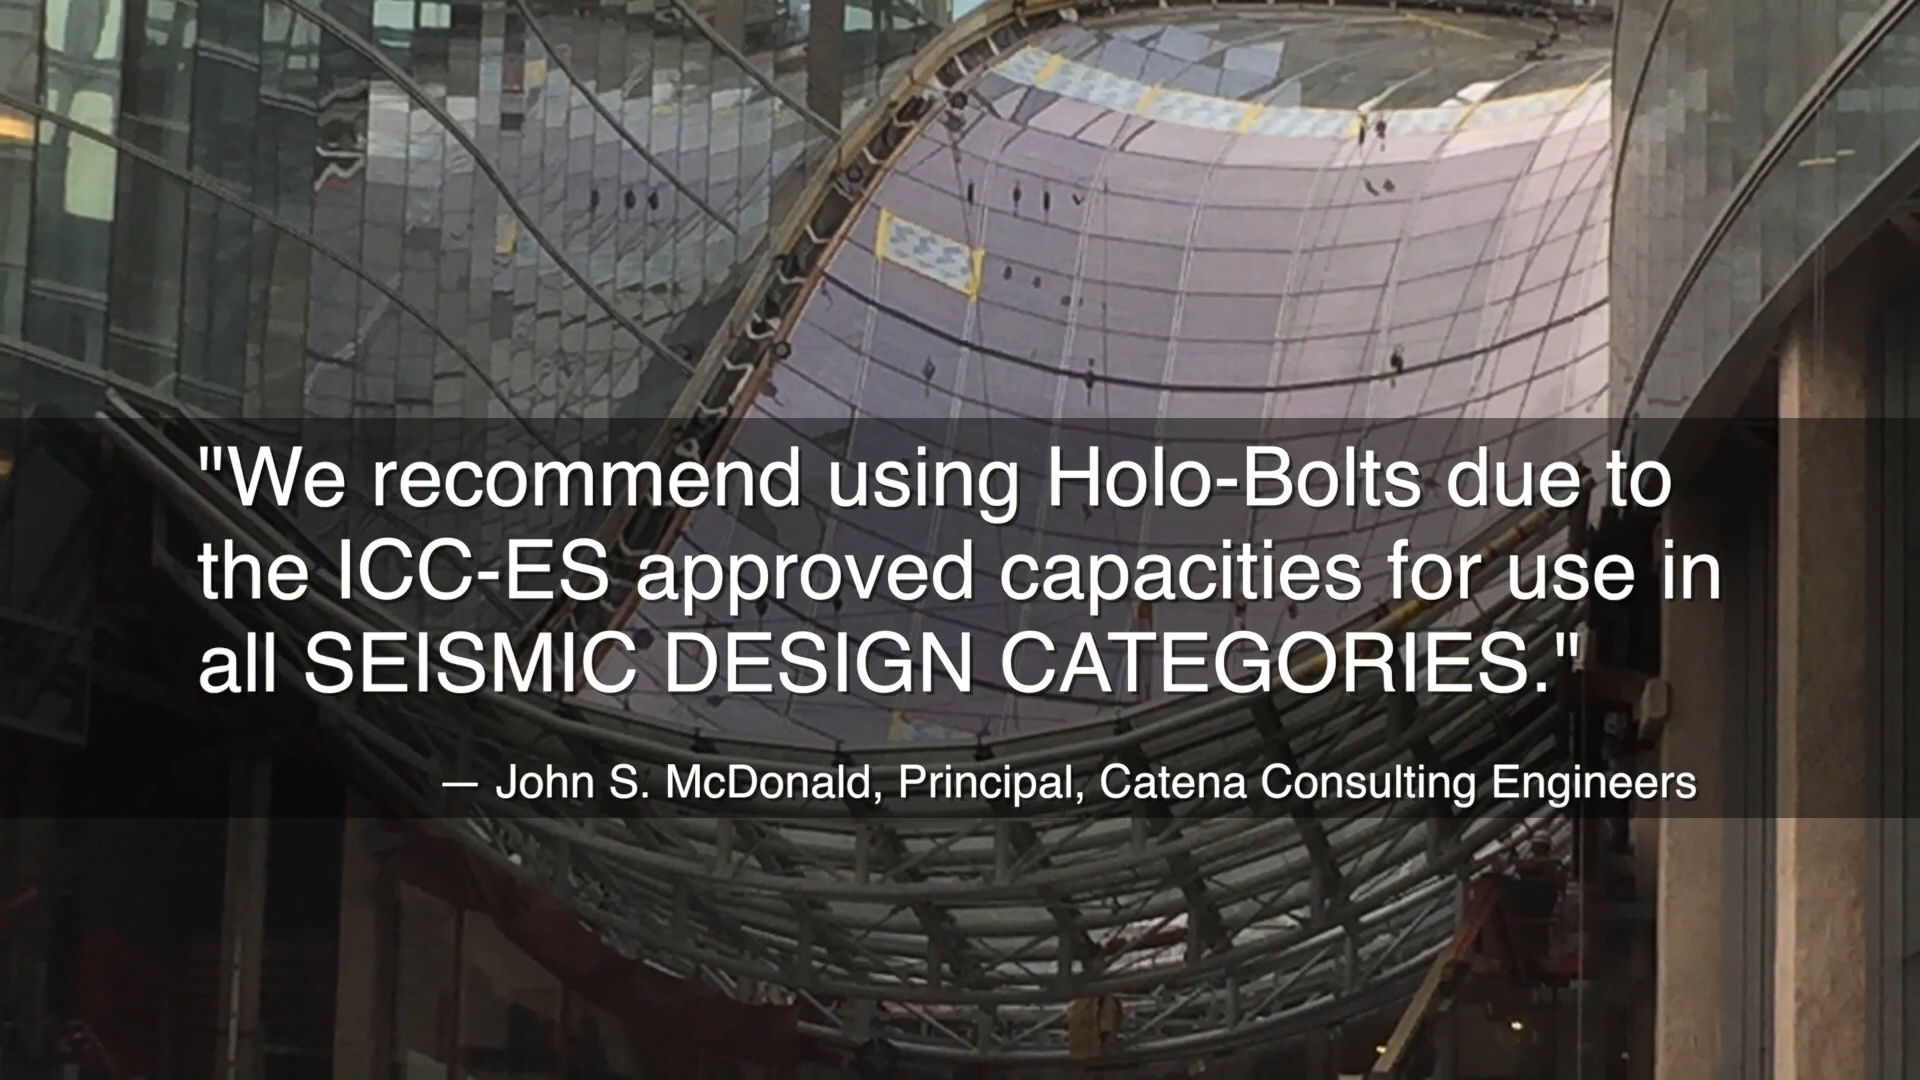 "We recommend using Holo-Bolts due to
the ICC-ES approved capacities for use in
all SEISMIC DESIGN CATEGORIES."
— John S. McDonald, Principal, Catena Consulting Engineers